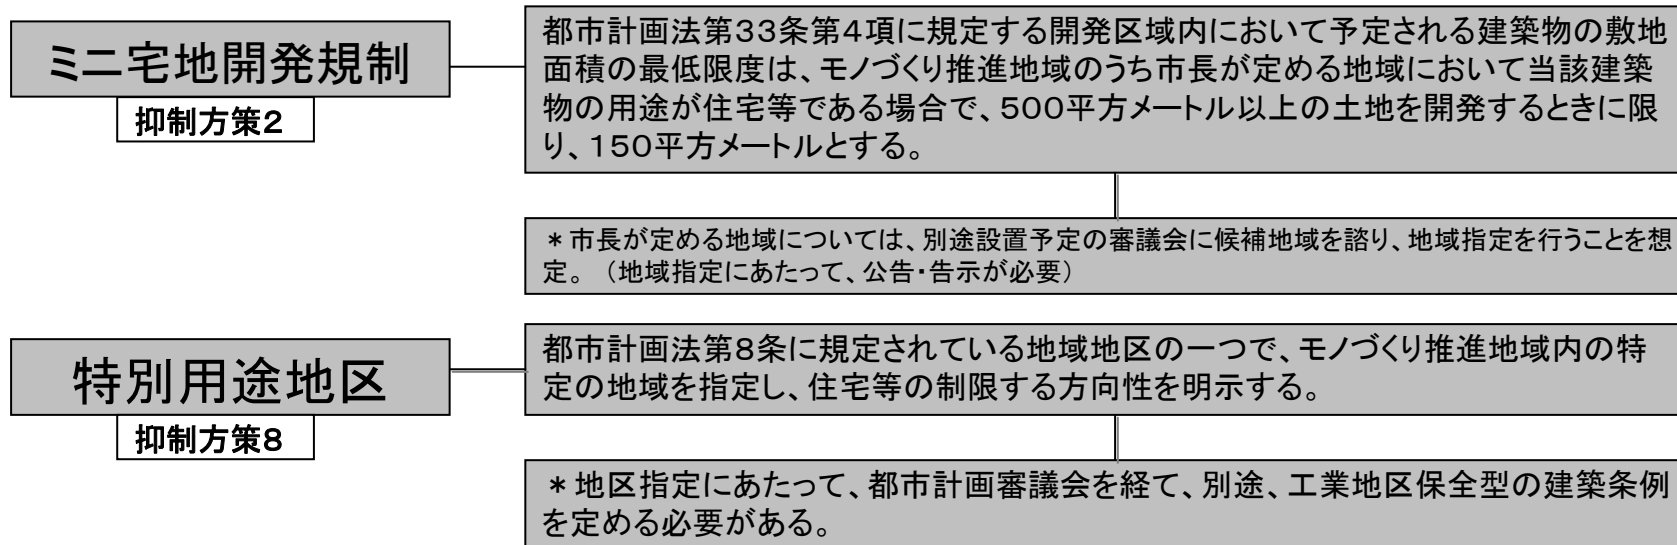 ミニ宅地開発規制
抑制方策2
都市計画法第33条第4項に規定する開発区域内において予定される建築物の敷地
面積の最低限度は、モノづくり推進地域のうち市長が定める地域において当該建築
物の用途が住宅等である場合で、500平方メートル以上の土地を開発するときに限
り、150平方メートルとする。
＊市長が定める地域については、別途設置予定の審議会に候補地域を諮り、地域指定を行うことを想
定。（地域指定にあたって、公告・告示が必要）
特別用途地区
抑制方策8
都市計画法第8条に規定されている地域地区の一つで、モノづくり推進地域内の特
定の地域を指定し、住宅等の制限する方向性を明示する。
＊地区指定にあたって、都市計画審議会を経て、別途、工業地区保全型の建築条例
を定める必要がある。